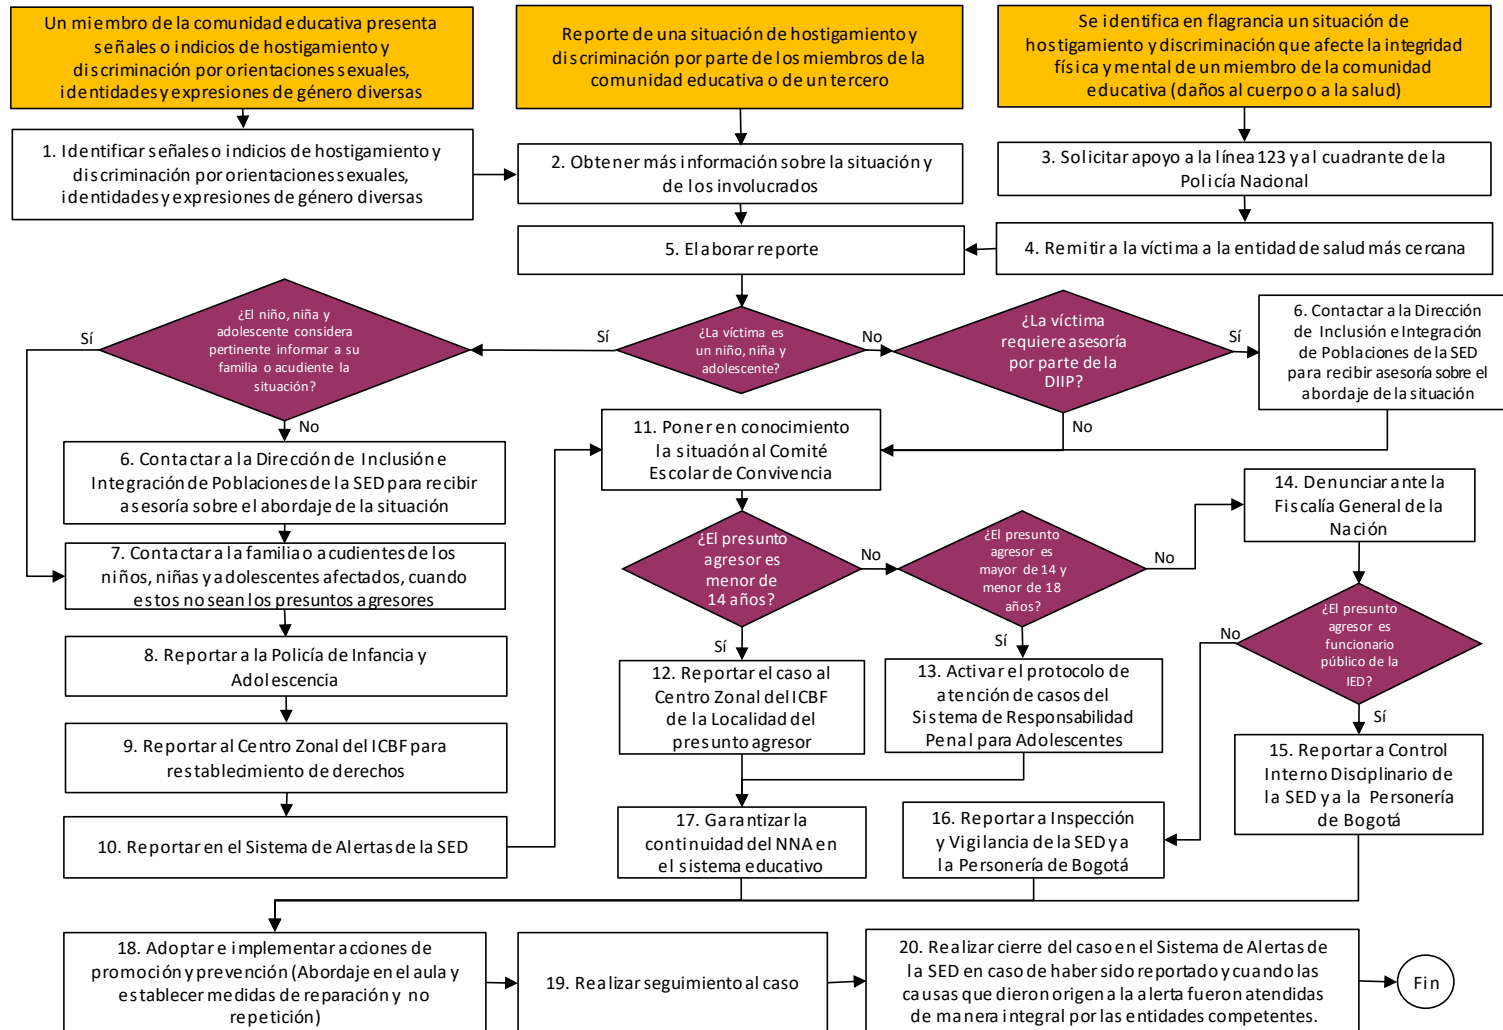 Un miembro de la comunidad educativa presenta
señales o indicios de hostigamiento y
discriminación por orientaciones sexuales,
identidades y expresiones de género diversas
Reporte de una situación de hostigamiento y
discriminación por parte de los miembros de la
comunidad educativa o de un tercero
Se identifica en flagrancia un situación de
hostigamiento y discriminación que afecte la integridad
física y mental de un miembro de la comunidad
educativa (daños al cuerpo o a la salud)
1. Identificar señales o indicios de hostigamiento y
discriminación por orientaciones sexuales,
identidades y expresiones de género diversas
2. Obtener más información sobre la situación y
de los involucrados
3. Solicitar apoyo a la línea 123 y al cuadrante de la
Policía Nacional
5. Elaborar reporte
4. Remitir a la víctima a la entidad de salud más cercana
¿El niño, niña y
adolescente considera
pertinente informar a su
familia o acudiente la
situación?
Sí
Sí
¿La víctima es
un niño, niña y
adolescente?
No
¿La víctima
requiere asesoría
por parte de la
DIIP?
Sí
6. Contactar a la Dirección
de Inclusión e Integración
de Poblaciones de la SED
para recibir asesoría sobre el
abordaje de la situación
No
No
6. Contactar a la Dirección de Inclusión e
Integración de Poblaciones de la SED para recibir
asesoría sobre el abordaje de la situación
11. Poner en conocimiento
la situación al Comité
Escolar de Convivencia
7. Contactar a la familia o acudientes de los
niños, niñas y adolescentes afectados, cuando
estos no sean los presuntos agresores
¿El presunto
agresor es
menor de
14 años?
No
¿El presunto
agresor es
mayor de 14 y
menor de 18
años?
No
14. Denunciar ante la
Fiscalía General de la
Nación
8. Reportar a la Policía de Infancia y
Adolescencia
Sí
Sí
No
¿El presunto
agresor es
funcionario
público de la
IED?
Sí
12. Reportar el caso al
Centro Zonal del ICBF
de la Localidad del
presunto agresor
13. Activar el protocolo de
atención de casos del
Sistema de Responsabilidad
Penal para Adolescentes
9. Reportar al Centro Zonal del ICBF para
restablecimiento de derechos
15. Reportar a Control
Interno Disciplinario de
la SED y a la Personería
de Bogotá
10. Reportar en el Sistema de Alertas de la SED
17. Garantizar la
continuidad del NNA en
el sistema educativo
16. Reportar a Inspección
y Vigilancia de la SED y a
la Personería de Bogotá
18. Adoptar e implementar acciones de
promoción y prevención (Abordaje en el aula y
establecer medidas de reparación y no
repetición)
19. Realizar seguimiento al caso
20. Realizar cierre del caso en el Sistema de Alertas de
la SED en caso de haber sido reportado y cuando las
causas que dieron origen a la alerta fueron atendidas
de manera integral por las entidades competentes.
Fin